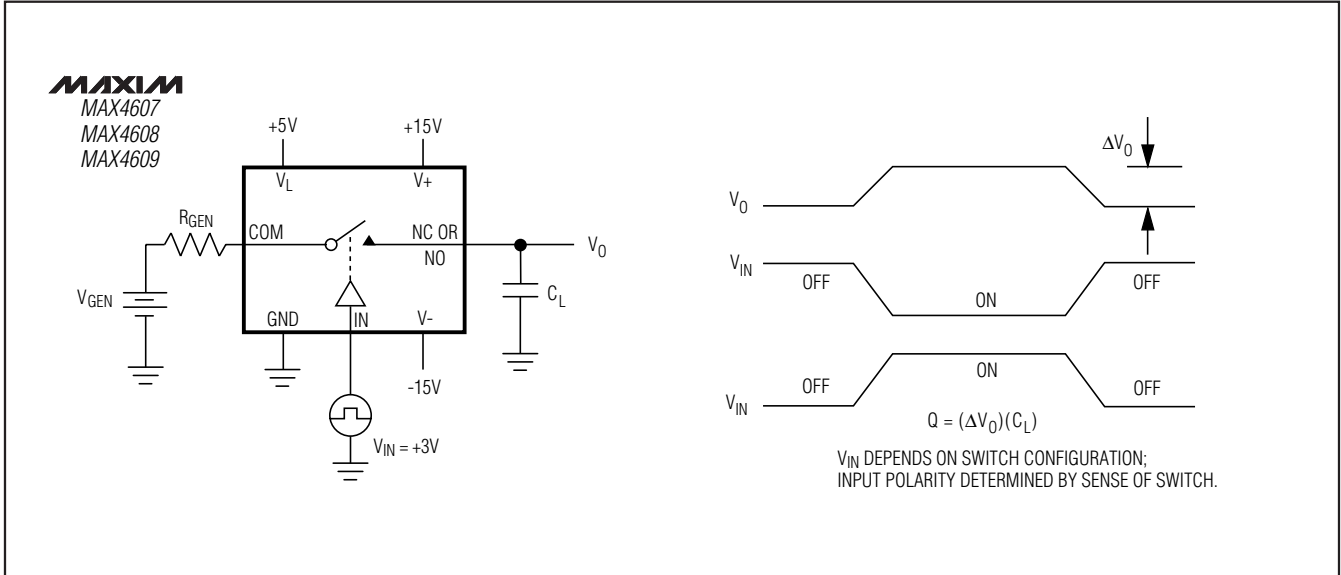 MAXIM
MAX4607
MAX4608
MAX4609
+5V
+15V
VL
V+
RGEN
COM
NC OR
NO
VO
VGEN
CL
GND
IN
V-
-15V
VIN = +3V
ΔVO
VO
VIN
OFF
ON
OFF
VIN
OFF
ON
OFF
Q = (ΔVO)(CL)
VIN DEPENDS ON SWITCH CONFIGURATION;
INPUT POLARITY DETERMINED BY SENSE OF SWITCH.